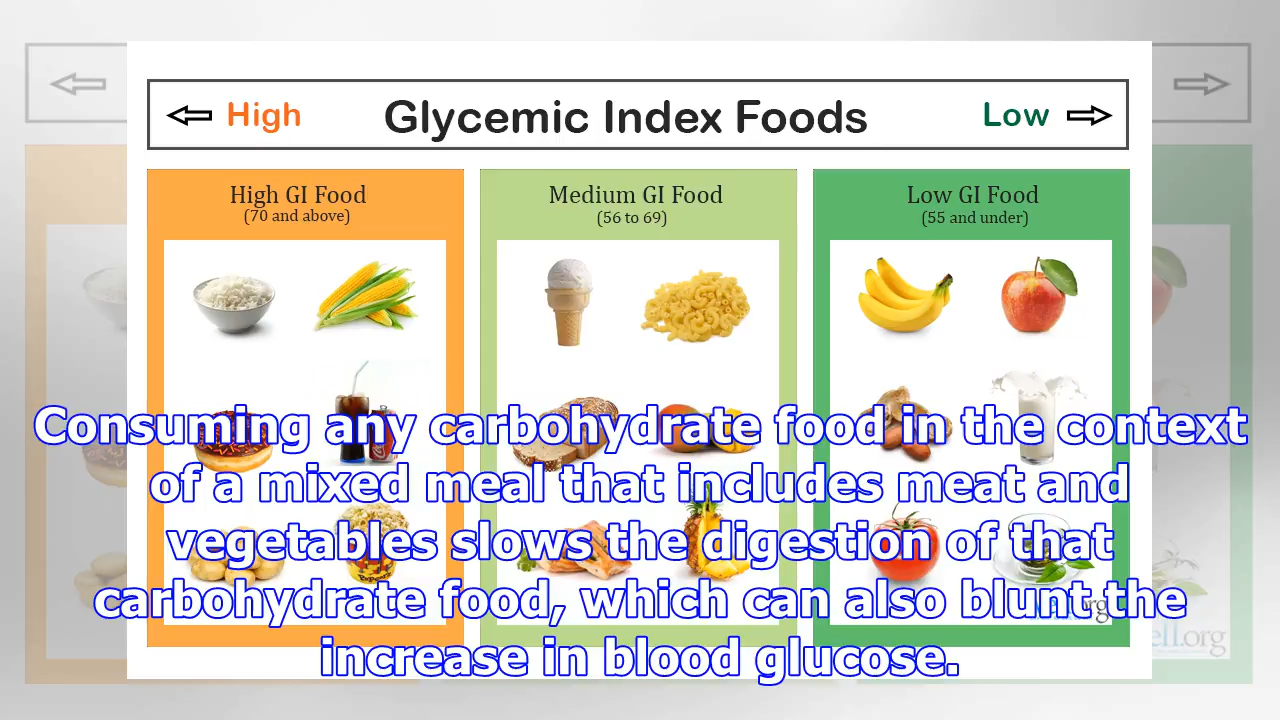 High Glycemic Index Foods Low
High GI Food
(70 and above)
Medium GI Food
(56 to 69)
Low GI Food
(55 and under)
Consuming any carbohydrate food in the context
of a mixed meal that includes meat and
vegetables slows the digestion of that
carbohydrate food, which can also blunt the
increase in blood glucose.
ell.org